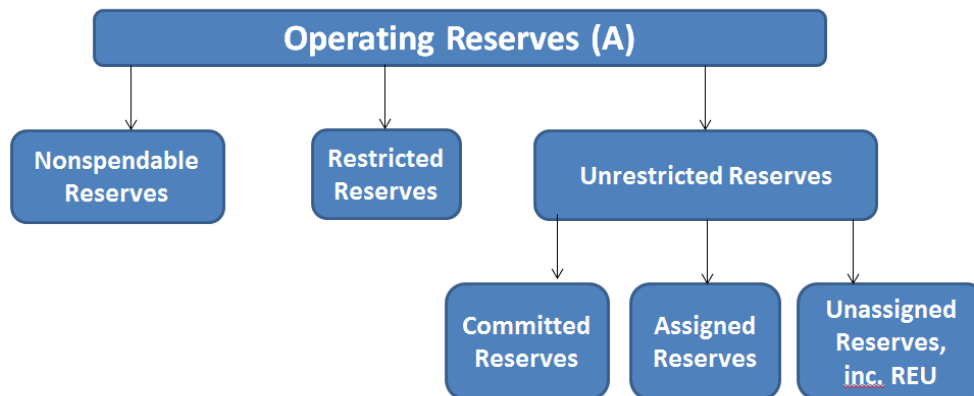 Operating Reserves (A)
Nonspendable
Reserves
Restricted
Reserves
Unrestricted Reserves
Committed
Reserves
Assigned
Reserves
Unassigned
Reserves,
inc. REU